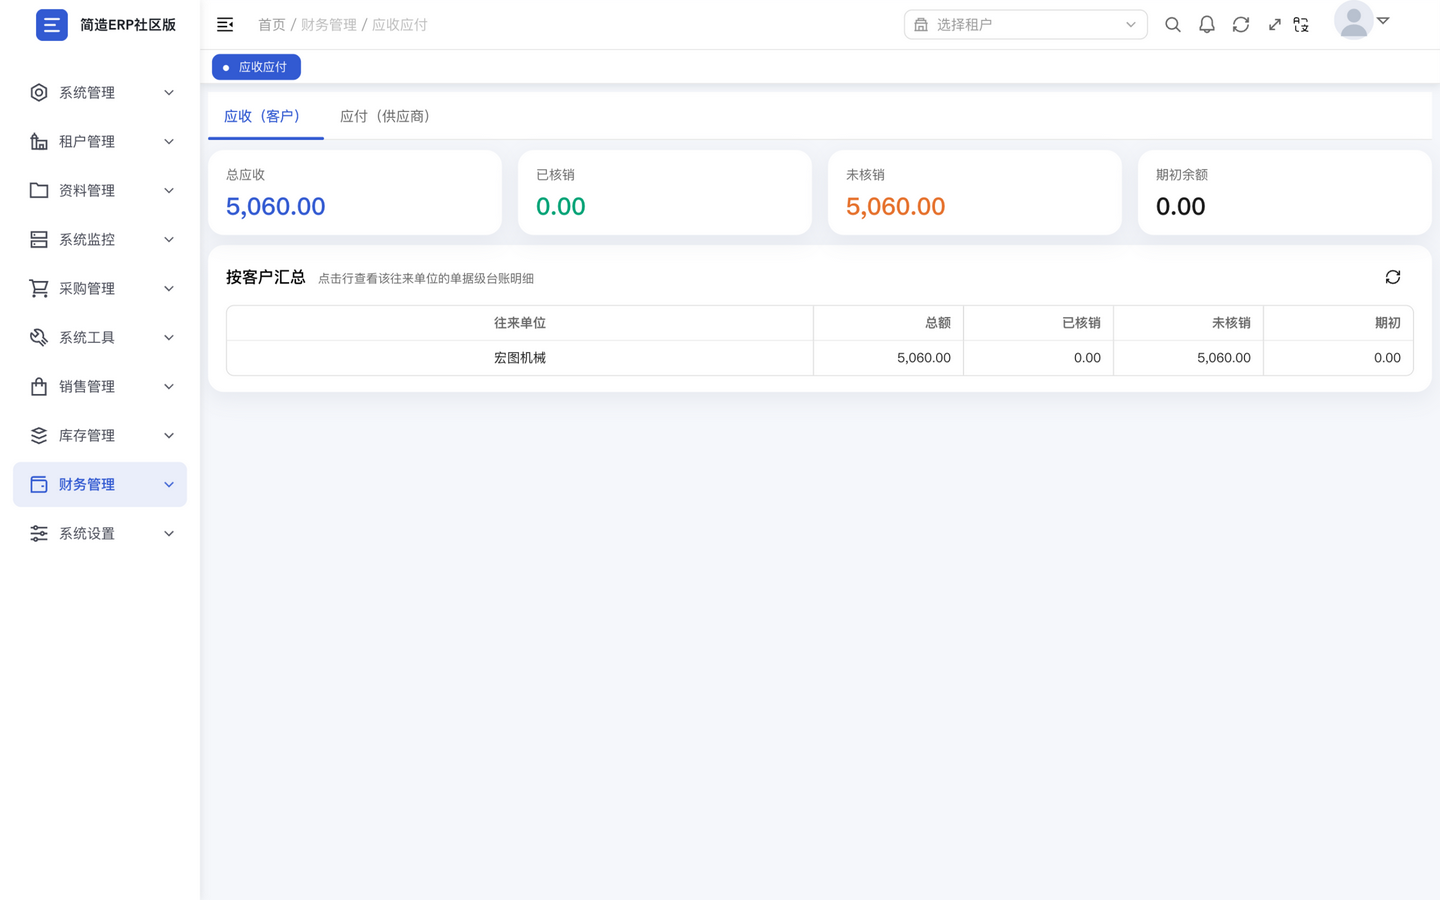 简造ERP社区版
首页 / 财务管理 / 应收应付
选择租户
系统管理
租户管理
资料管理
系统监控
采购管理
系统工具
销售管理
库存管理
财务管理
系统设置
应收应付
应收（客户）
应付（供应商）
总应收
5,060.00
已核销
0.00
未核销
5,060.00
期初余额
0.00
按客户汇总 点击行查看该往来单位的单据级台账明细
往来单位 总额 已核销 未核销 期初
宏图机械 5,060.00 0.00 5,060.00 0.00